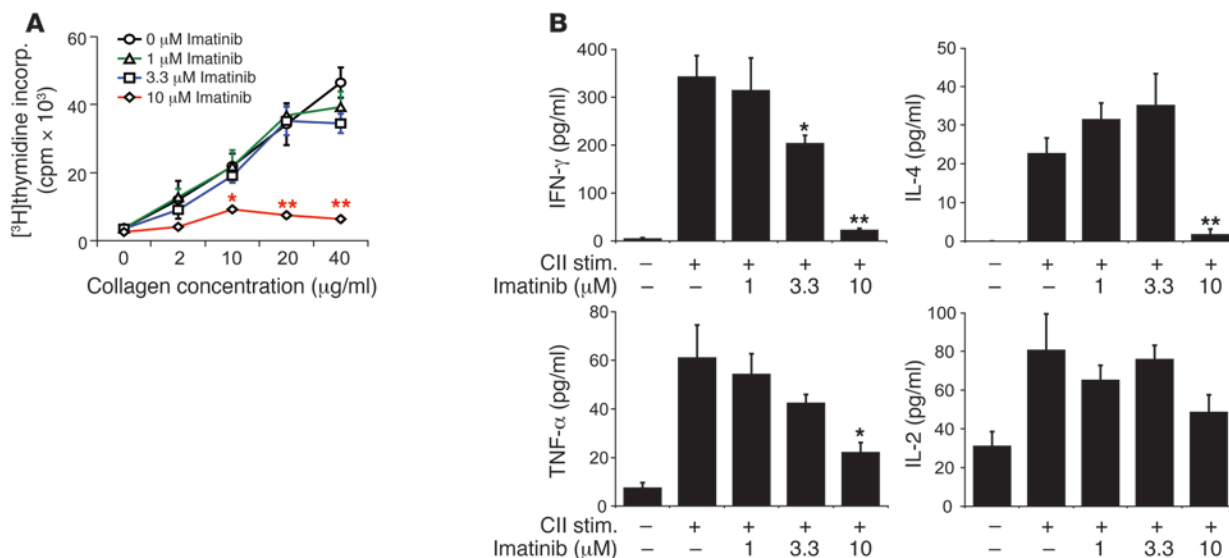 A
[³H]thymidine incorp.
(cpm × 10³)
60
40
20
0
0 μM Imatinib
1 μM Imatinib
3.3 μM Imatinib
10 μM Imatinib
* ** **
0 2 10 20 40
Collagen concentration (μg/ml)
B
IFN-γ (pg/ml)
400
300
200
100
0
*
**
CII stim. – + + + +
Imatinib (μM) – – 1 3.3 10
IL-4 (pg/ml)
50
40
30
20
10
0
**
– + + + +
– – 1 3.3 10
TNF-α (pg/ml)
80
60
40
20
0
*
CII stim. – + + + +
Imatinib (μM) – – 1 3.3 10
IL-2 (pg/ml)
100
80
60
40
20
0
– + + + +
– – 1 3.3 10